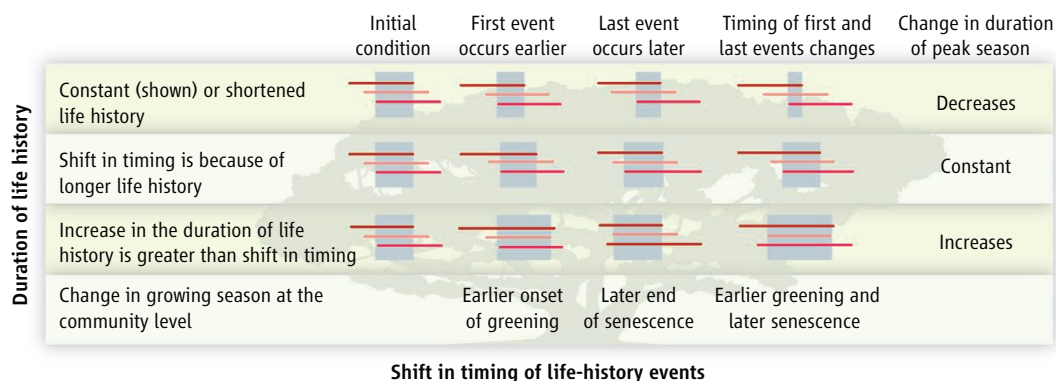 Initial condition
First event occurs earlier
Last event occurs later
Timing of first and last events changes
Change in duration of peak season
Duration of life history
Constant (shown) or shortened
life history
Decreases
Shift in timing is because of
longer life history
Constant
Increase in the duration of life
history is greater than shift in timing
Increases
Change in growing season at the
community level
Earlier onset
of greening
Later end
of senescence
Earlier greening and
later senescence
Shift in timing of life-history events